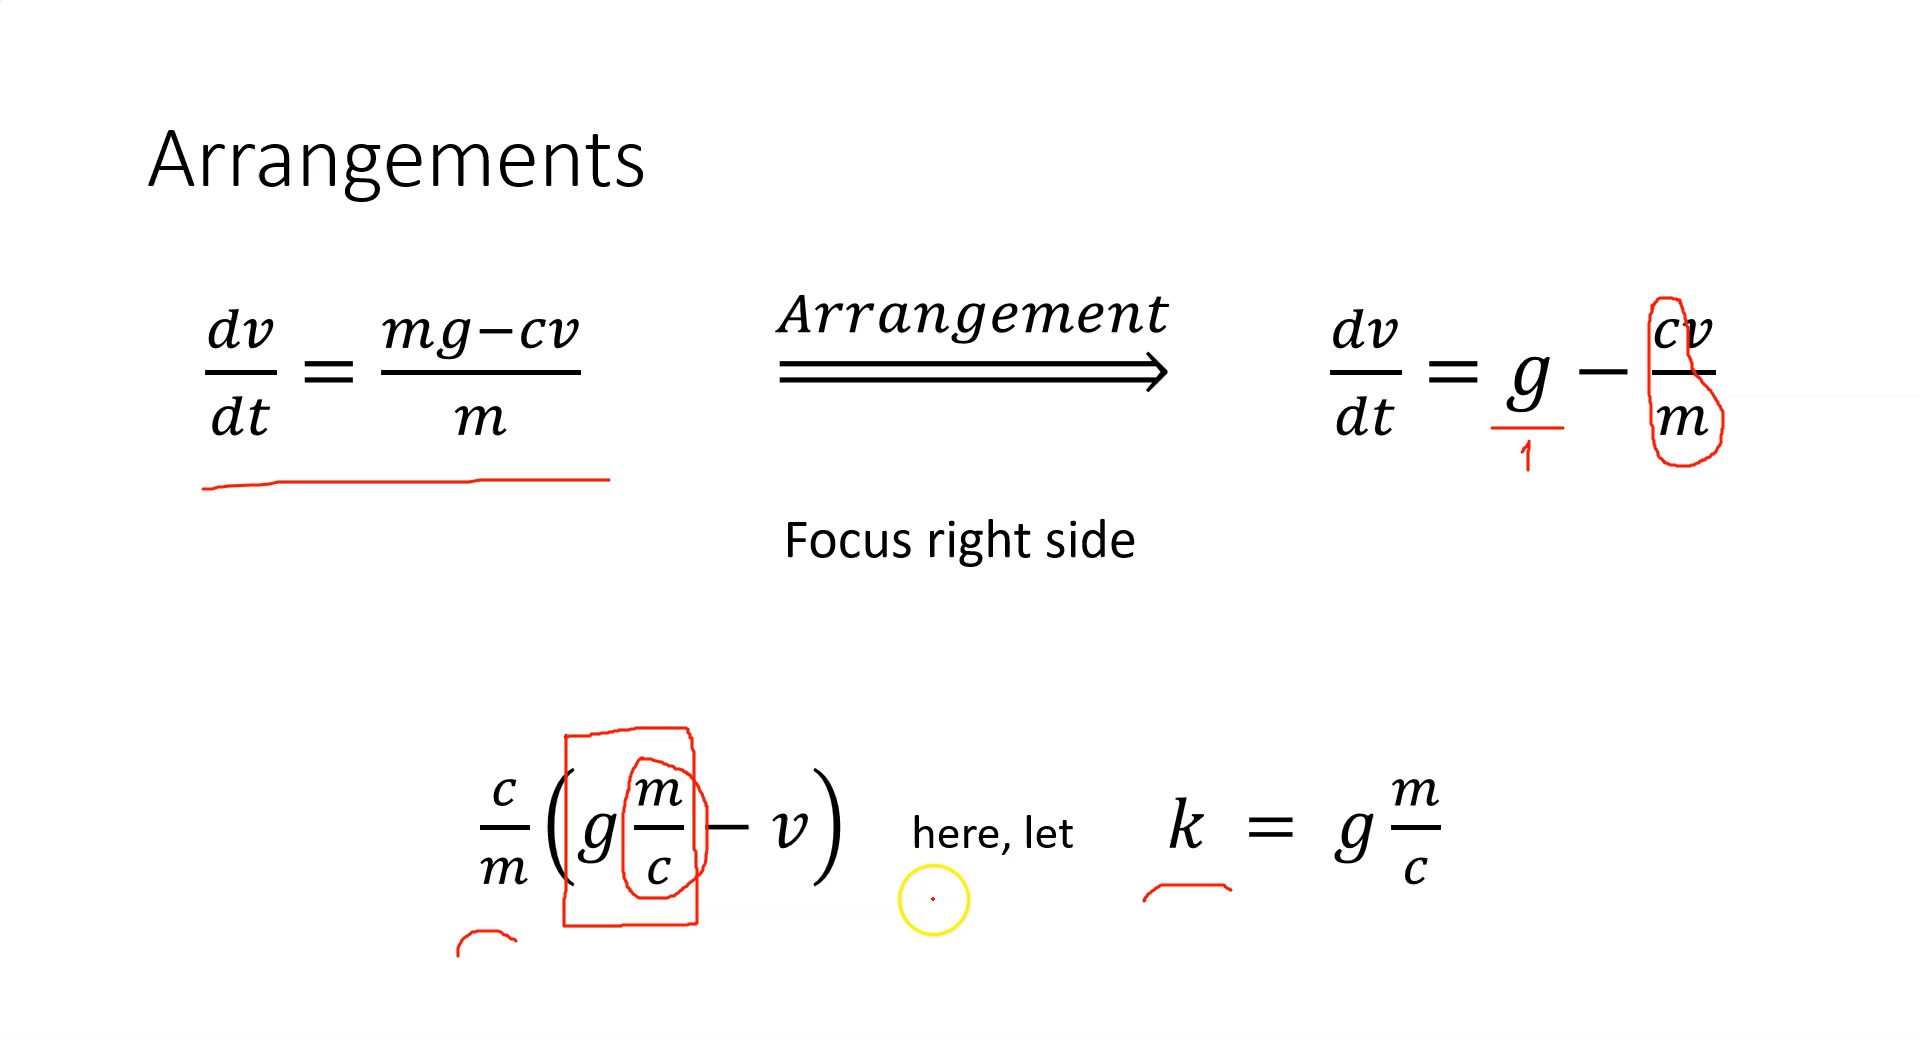 Arrangements
dv/dt = mg−cv/m   Arrangement ⟹   dv/dt = g − cv/m
1
Focus right side
c/m (g m/c − v)   here, let   k = g m/c